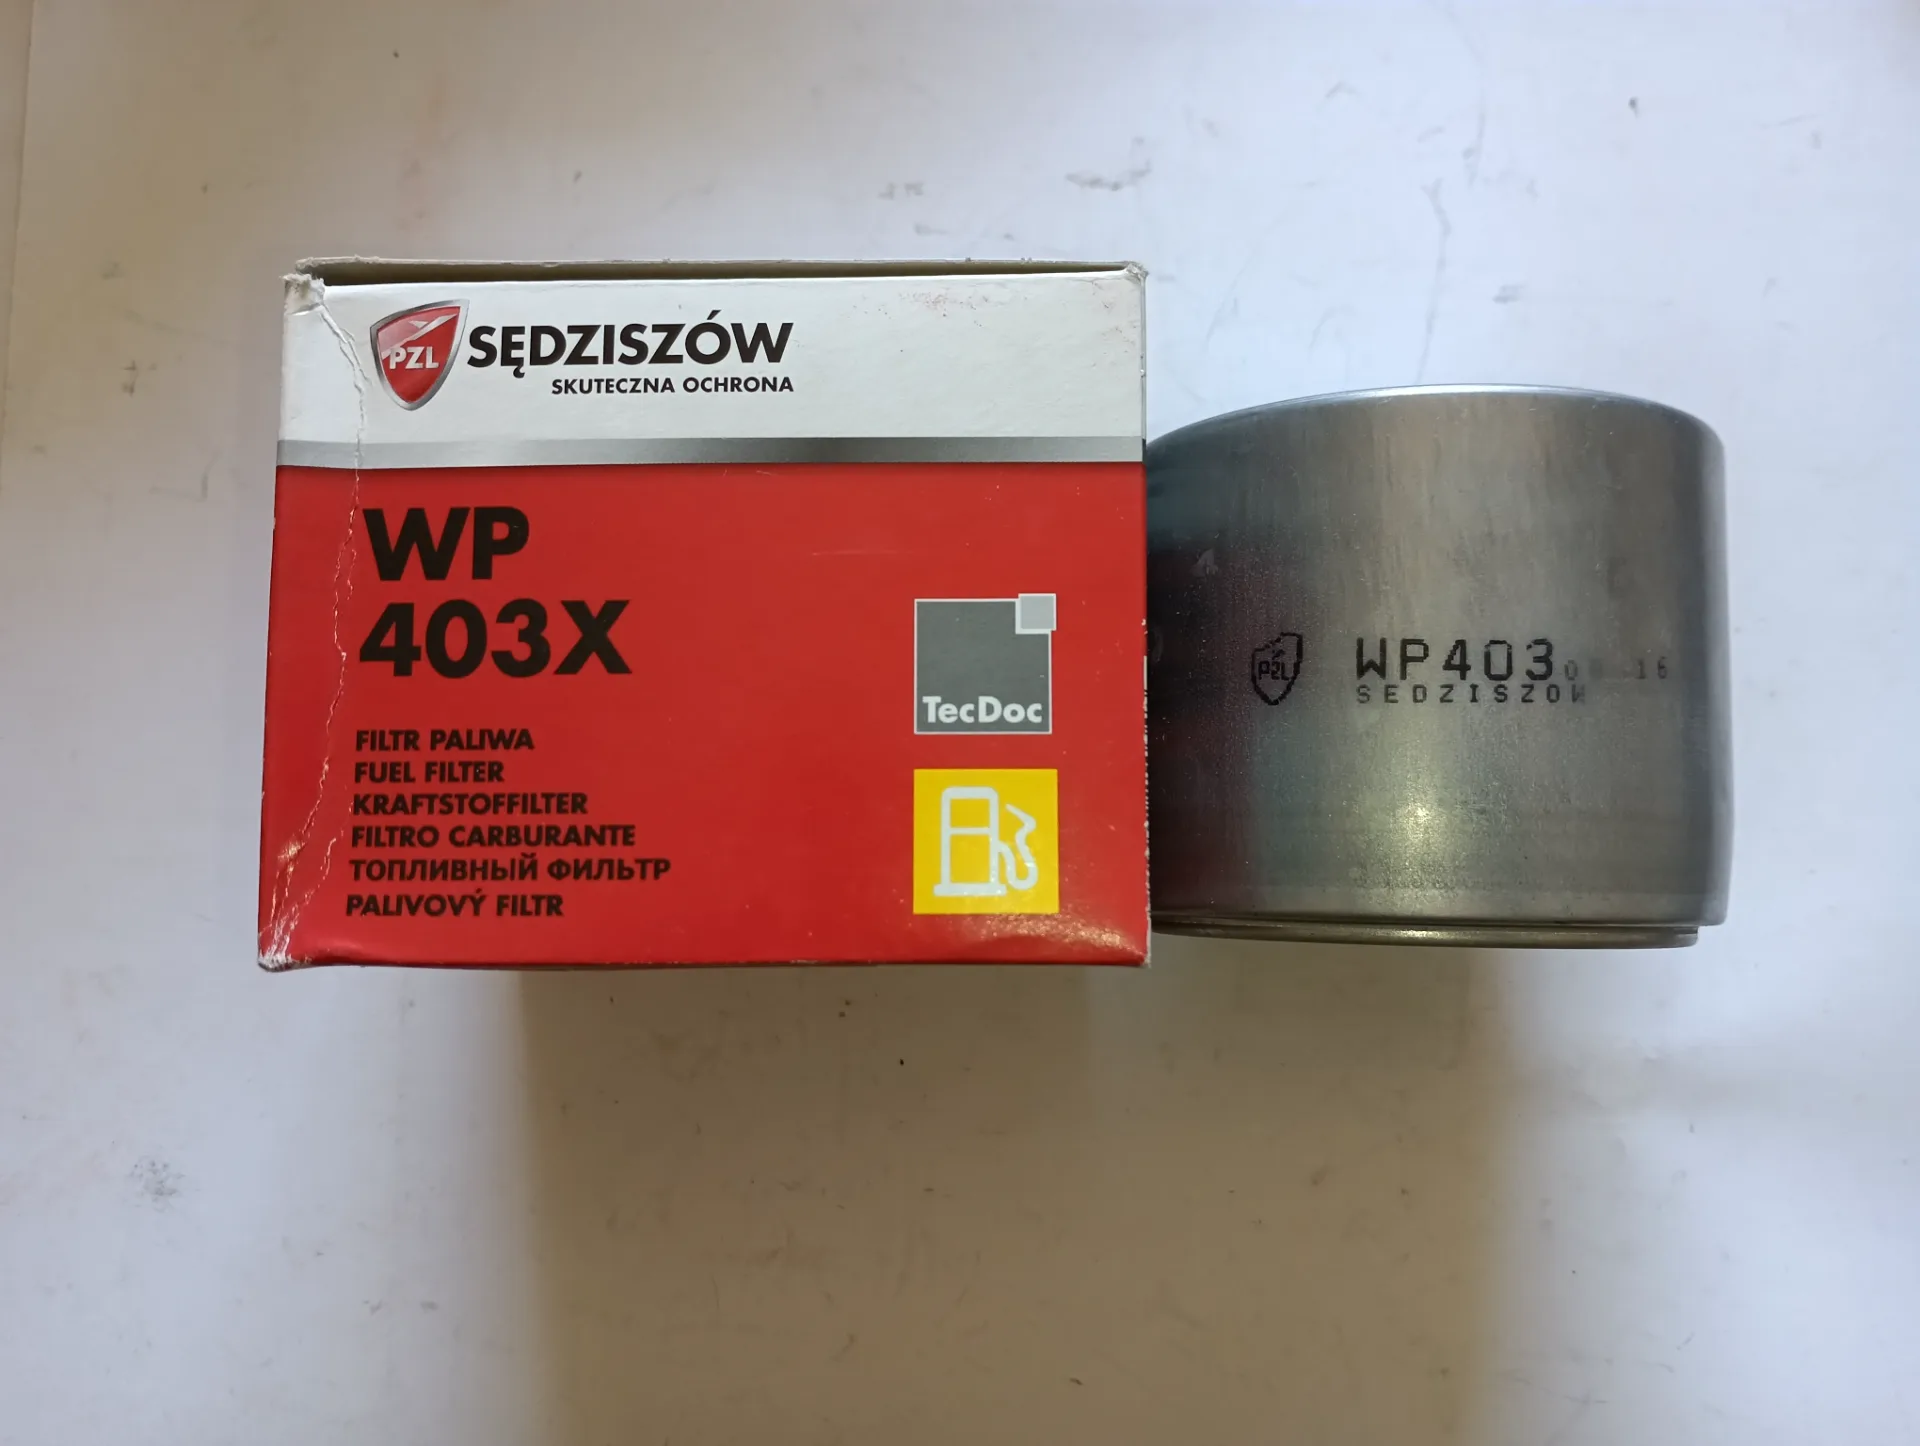 PZL SĘDZISZÓW
SKUTECZNA OCHRONA
WP
403X
TecDoc
FILTR PALIWA
FUEL FILTER
KRAFTSTOFFILTER
FILTRO CARBURANTE
ТОПЛИВНЫЙ ФИЛЬТР
PALIVOVÝ FILTR
PZL WP403
SEDZISZOW